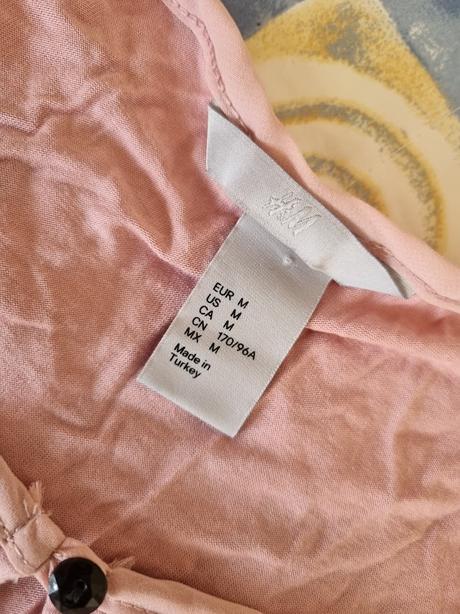 H&M
EUR M
US M
CA M
CN 170/96A
MX M
Made in
Turkey